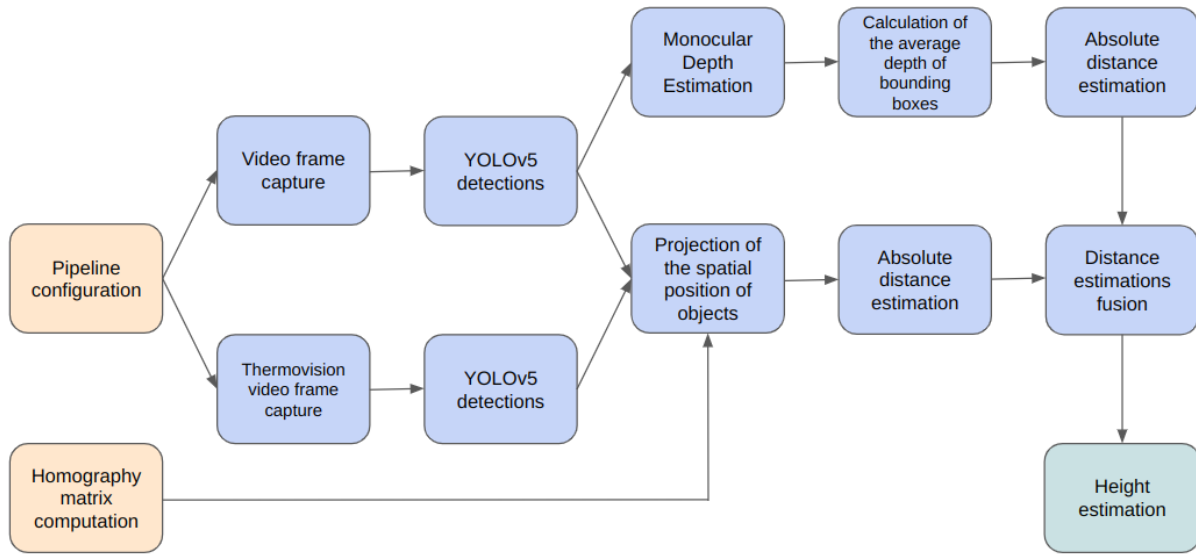 Monocular
Depth
Estimation
Calculation of
the average
depth of
bounding
boxes
Absolute
distance
estimation
Video frame
capture
YOLOv5
detections
Pipeline
configuration
Projection of
the spatial
position of
objects
Absolute
distance
estimation
Distance
estimations
fusion
Thermovision
video frame
capture
YOLOv5
detections
Homography
matrix
computation
Height
estimation